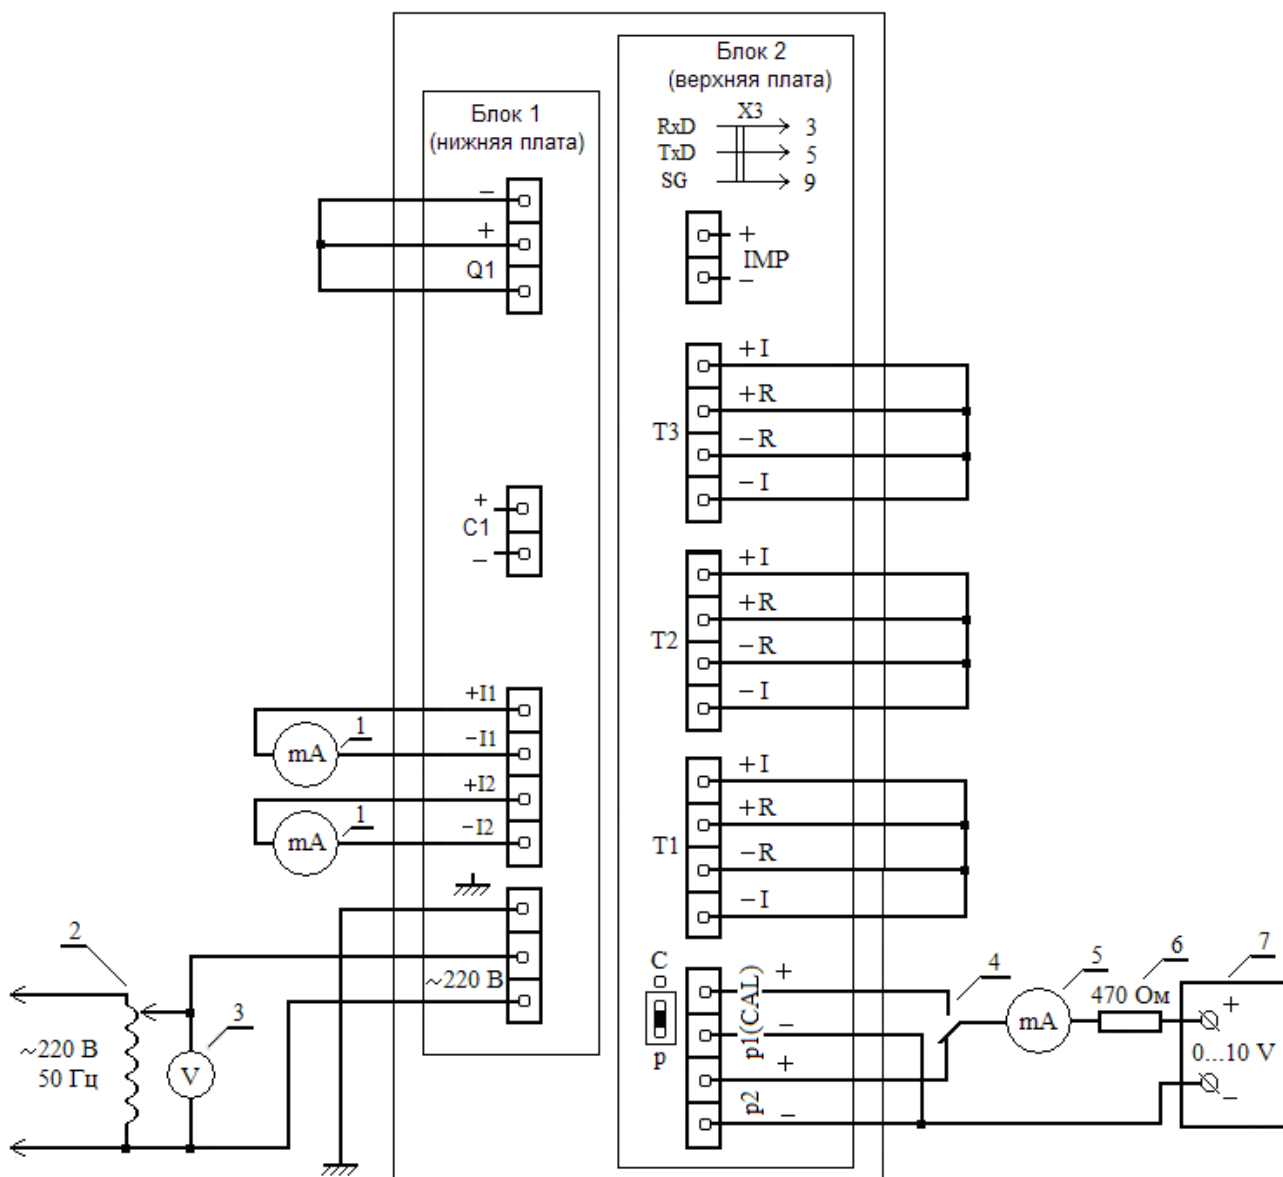 Блок 1
(нижняя плата)
−
+
Q1
+
C1
−
+I1
−I1
+I2
−I2
~220 В
1
mA
1
mA
2
3
V
~220 В
50 Гц
Блок 2
(верхняя плата)
X3
RxD 3
TxD 5
SG 9
+
IMP
−
T3
+I
+R
−R
−I
T2
+I
+R
−R
−I
T1
+I
+R
−R
−I
C
p
p1(CAL)
+
−
p2
+
−
4
5
mA
6
470 Ом
7
+
0...10 V
−